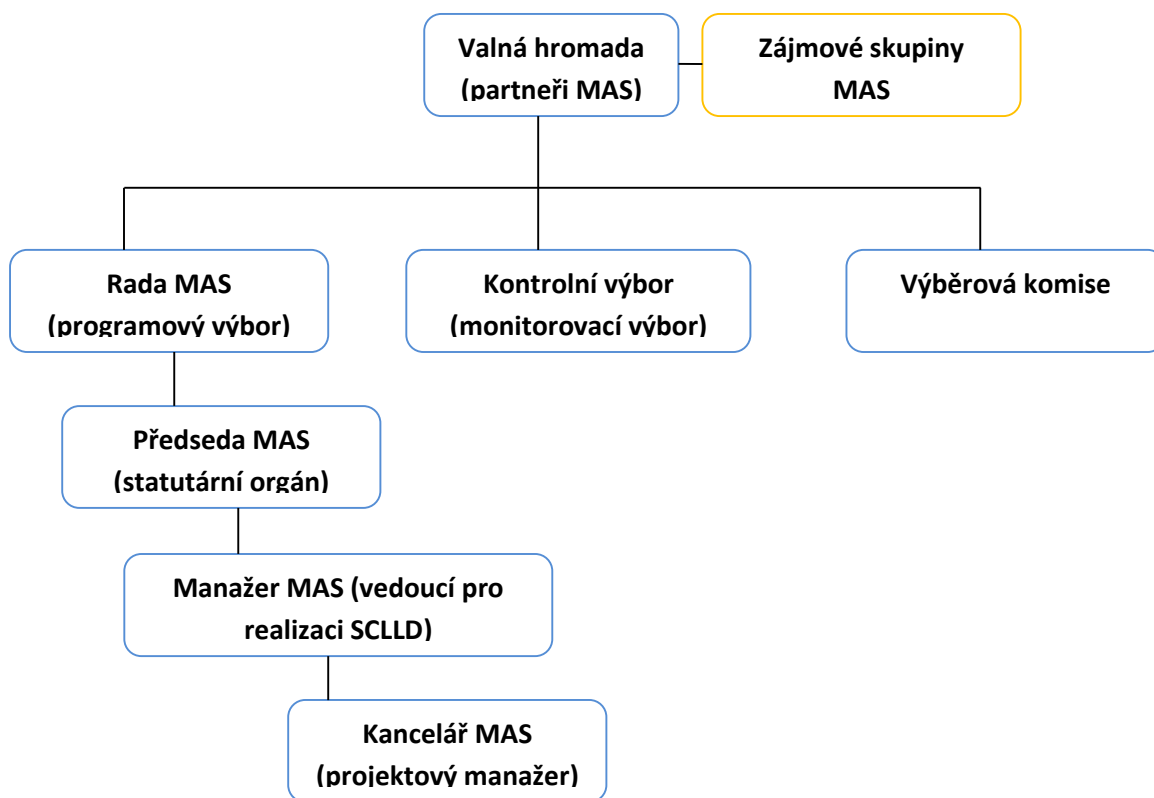 Valná hromada
(partneři MAS)
Zájmové skupiny
MAS
Rada MAS
(programový výbor)
Kontrolní výbor
(monitorovací výbor)
Výběrová komise
Předseda MAS
(statutární orgán)
Manažer MAS (vedoucí pro
realizaci SCLLD)
Kancelář MAS
(projektový manažer)